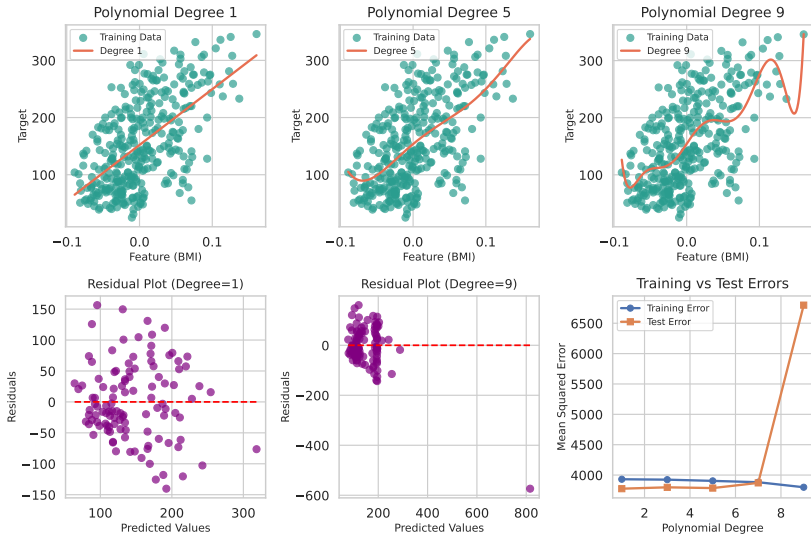 Polynomial Degree 1
Training Data
Degree 1
300
200
100
Target
−0.1
0.0
0.1
Feature (BMI)
Polynomial Degree 5
Training Data
Degree 5
300
200
100
Target
−0.1
0.0
0.1
Feature (BMI)
Polynomial Degree 9
Training Data
Degree 9
300
200
100
Target
−0.1
0.0
0.1
Feature (BMI)
Residual Plot (Degree=1)
150
100
50
0
−50
−100
−150
Residuals
100
200
300
Predicted Values
Residual Plot (Degree=9)
0
−200
−400
−600
Residuals
0
200
400
600
800
Predicted Values
Training vs Test Errors
Training Error
Test Error
6500
6000
5500
5000
4500
4000
Mean Squared Error
2
4
6
8
Polynomial Degree